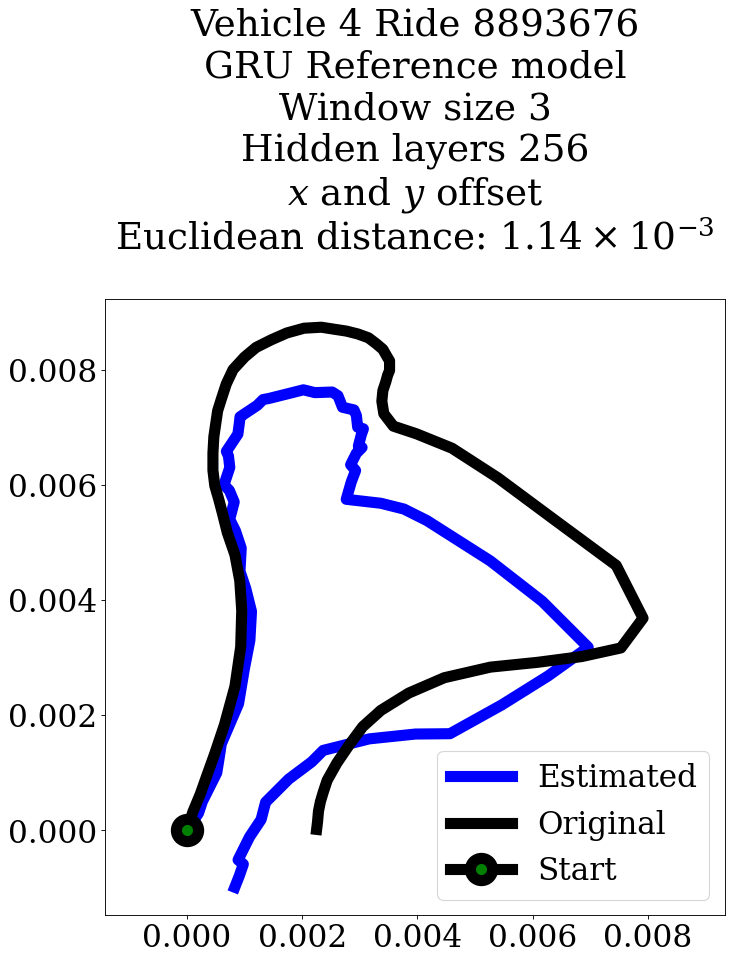 Vehicle 4 Ride 8893676
GRU Reference model
Window size 3
Hidden layers 256
x and y offset
Euclidean distance: 1.14 × 10⁻³
0.008
0.006
0.004
0.002
0.000
Estimated
Original
Start
0.000 0.002 0.004 0.006 0.008